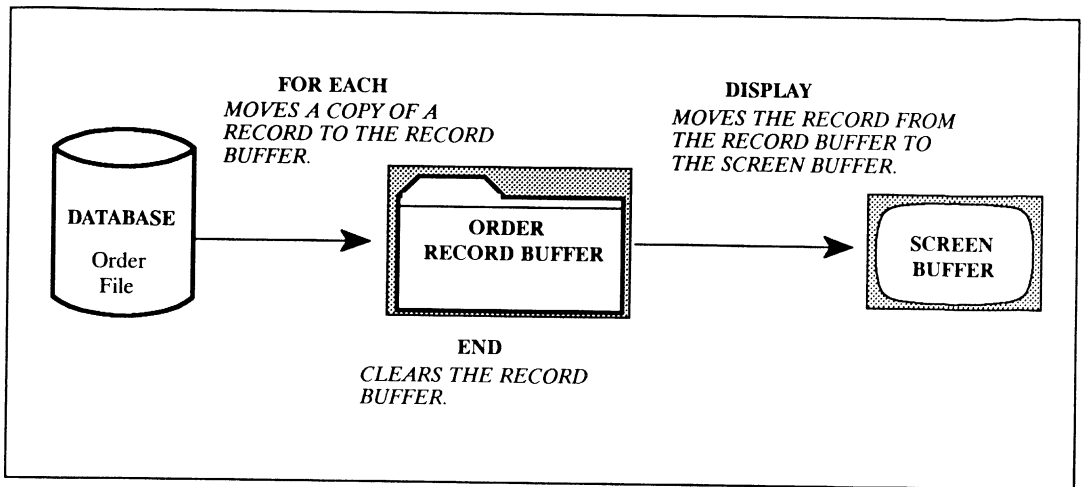 FOR EACH
MOVES A COPY OF A
RECORD TO THE RECORD
BUFFER.
DISPLAY
MOVES THE RECORD FROM
THE RECORD BUFFER TO
THE SCREEN BUFFER.
DATABASE
Order
File
ORDER
RECORD BUFFER
SCREEN
BUFFER
END
CLEARS THE RECORD
BUFFER.